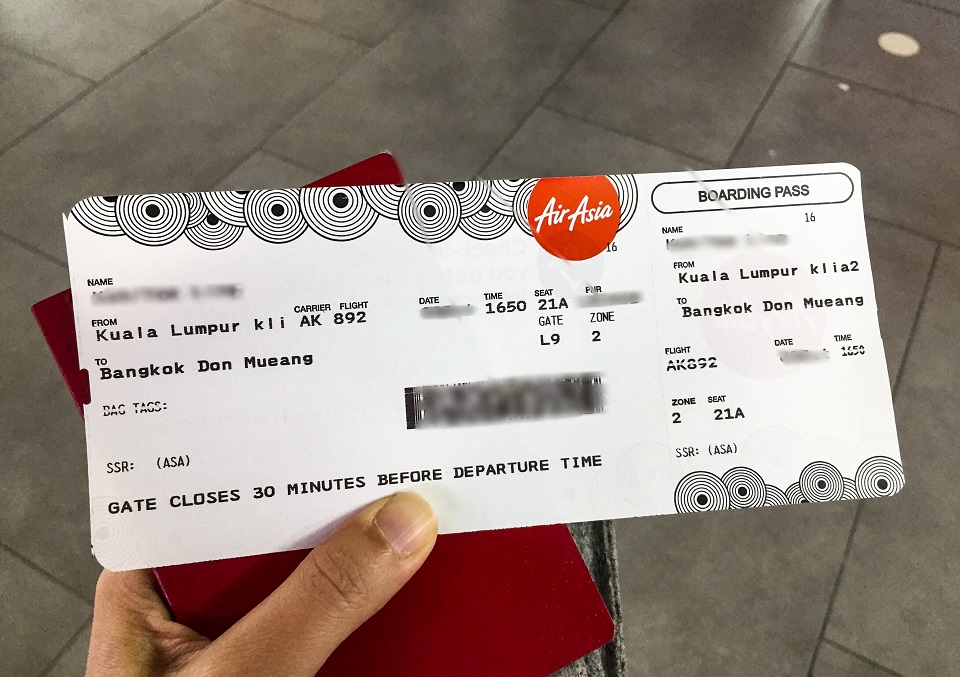 AirAsia
16
NAME
FROM CARRIER FLIGHT DATE TIME SEAT PNR
Kuala Lumpur kli AK 892 1650 21A
GATE ZONE
L9 2
TO
Bangkok Don Mueang
BAG TAGS:
SSR: (ASA)
GATE CLOSES 30 MINUTES BEFORE DEPARTURE TIME
BOARDING PASS
16
NAME
FROM
Kuala Lumpur klia2
TO
Bangkok Don Mueang
FLIGHT DATE TIME
AK892 1650
ZONE SEAT
2 21A
SSR: (ASA)